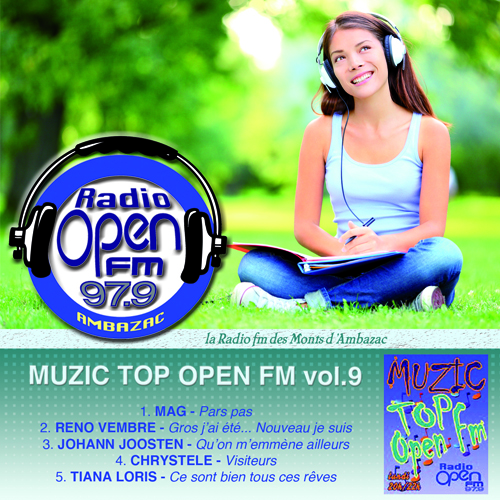 Radio
Open
FM
97.9
AMBAZAC
la Radio fm des Monts d'Ambazac
MUZIC TOP OPEN FM vol.9
1. MAG - Pars pas
2. RENO VEMBRE - Gros j'ai été... Nouveau je suis
3. JOHANN JOOSTEN - Qu'on m'emmène ailleurs
4. CHRYSTELE - Visiteurs
5. TIANA LORIS - Ce sont bien tous ces rêves
MUZIC
TOP
Open Fm
Radio
Open
lundi